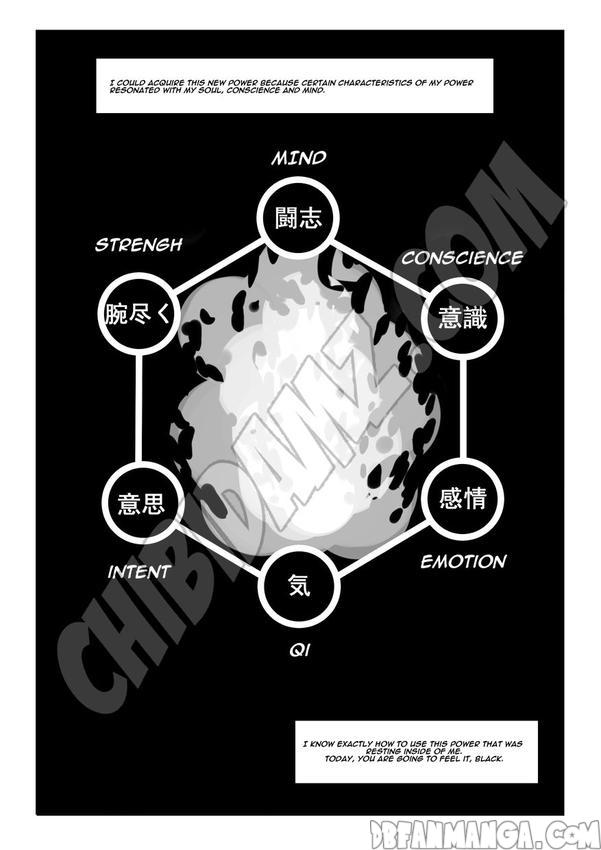 I COULD ACQUIRE THIS NEW POWER BECAUSE CERTAIN CHARACTERISTICS OF MY POWER
RESONATED WITH MY SOUL, CONSCIENCE AND MIND.
MIND
闘志
STRENGH
腕尽く
CONSCIENCE
意識
意思
INTENT
感情
EMOTION
気
QI
CHIBIDAMZ.COM
I KNOW EXACTLY HOW TO USE THIS POWER THAT WAS
RESTING INSIDE OF ME.
TODAY, YOU ARE GOING TO FEEL IT, BLACK.
DBFANMANGA.COM